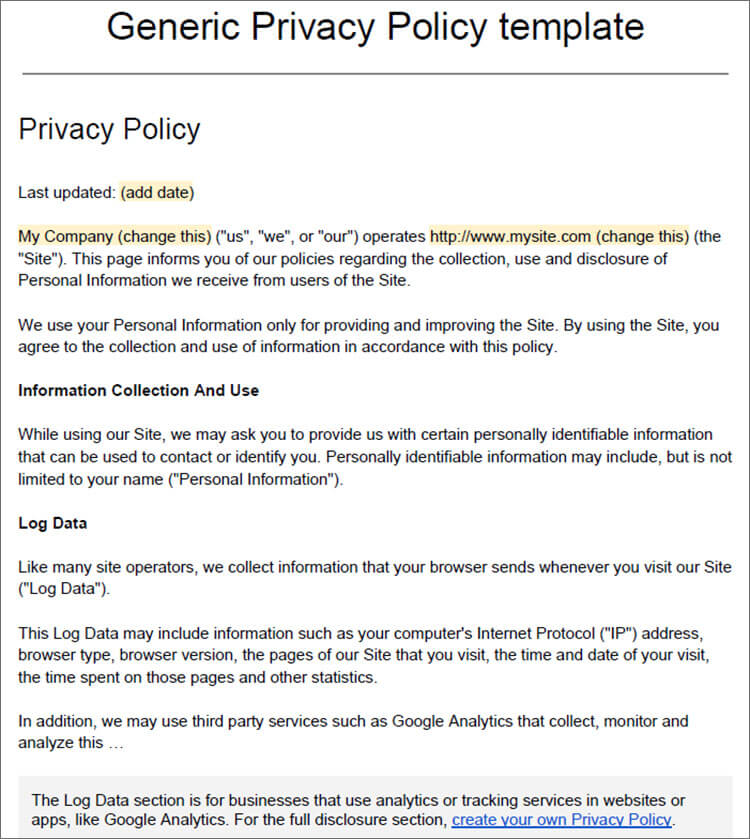 Generic Privacy Policy template
Privacy Policy
Last updated: (add date)
My Company (change this) ("us", "we", or "our") operates http://www.mysite.com (change this) (the
"Site"). This page informs you of our policies regarding the collection, use and disclosure of
Personal Information we receive from users of the Site.
We use your Personal Information only for providing and improving the Site. By using the Site, you
agree to the collection and use of information in accordance with this policy.
Information Collection And Use
While using our Site, we may ask you to provide us with certain personally identifiable information
that can be used to contact or identify you. Personally identifiable information may include, but is not
limited to your name ("Personal Information").
Log Data
Like many site operators, we collect information that your browser sends whenever you visit our Site
("Log Data").
This Log Data may include information such as your computer's Internet Protocol ("IP") address,
browser type, browser version, the pages of our Site that you visit, the time and date of your visit,
the time spent on those pages and other statistics.
In addition, we may use third party services such as Google Analytics that collect, monitor and
analyze this …
The Log Data section is for businesses that use analytics or tracking services in websites or
apps, like Google Analytics. For the full disclosure section, create your own Privacy Policy.